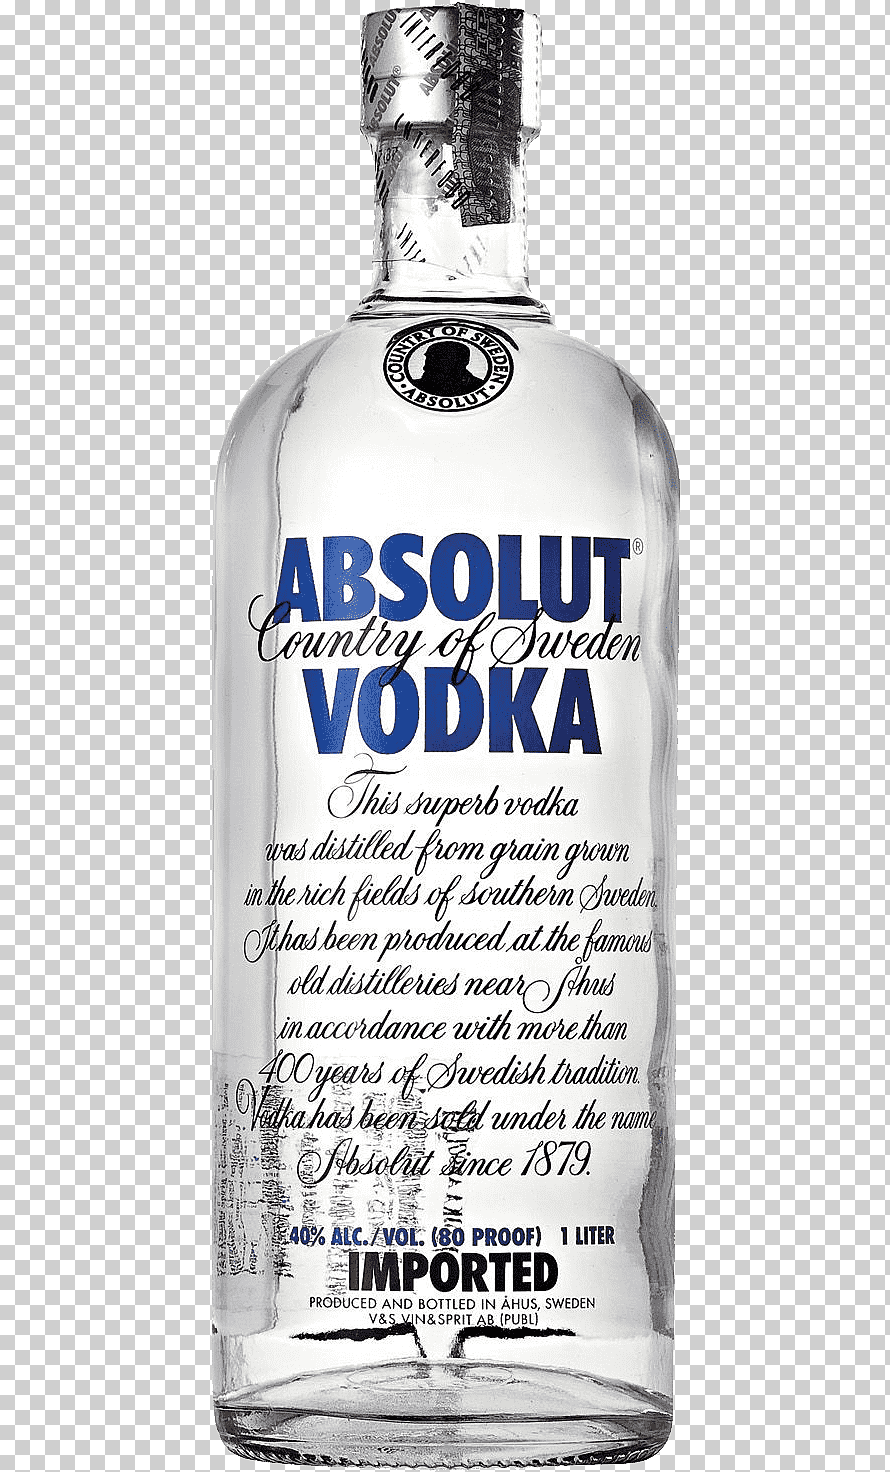 ABSOLUT
INTERFEJS
COUNTRY OF SWEDEN
ABSOLUT
ABSOLUT®
Country of Sweden
VODKA
This superb vodka
was distilled from grain grown
in the rich fields of southern Sweden.
It has been produced at the famous
old distilleries near Åhus
in accordance with more than
400 years of Swedish tradition.
Vodka has been sold under the name
Absolut since 1879.
40% ALC./VOL. (80 PROOF) 1 LITER
IMPORTED
PRODUCED AND BOTTLED IN ÅHUS, SWEDEN
V&S VIN&SPRIT AB (PUBL)